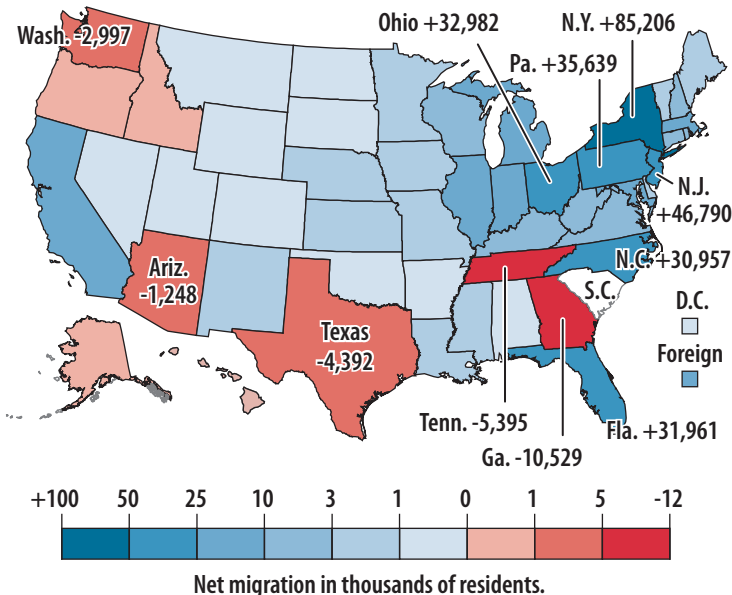 Ohio +32,982
N.Y. +85,206
Wash. -2,997
Pa. +35,639
N.J.
+46,790
N.C. +30,957
Ariz.
-1,248
S.C.
D.C.
Texas
-4,392
Foreign
Tenn. -5,395
Fla. +31,961
Ga. -10,529
+100 50 25 10 3 1 0 1 5 -12
Net migration in thousands of residents.